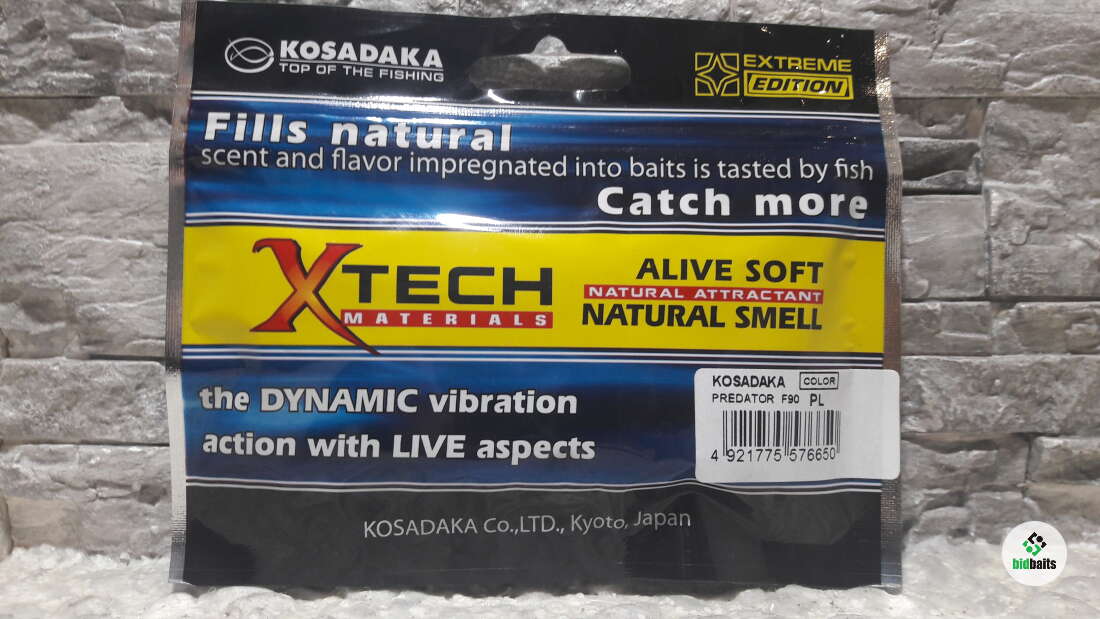 KOSADAKA
TOP OF THE FISHING
EXTREME
EDITION
Fills natural
scent and flavor impregnated into baits is tasted by fish
Catch more
XTECH
MATERIALS
ALIVE SOFT
NATURAL ATTRACTANT
NATURAL SMELL
the DYNAMIC vibration
action with LIVE aspects
KOSADAKA COLOR
PREDATOR F90 PL
4 921775 576650
KOSADAKA Co.,LTD., Kyoto, Japan
bidbaits